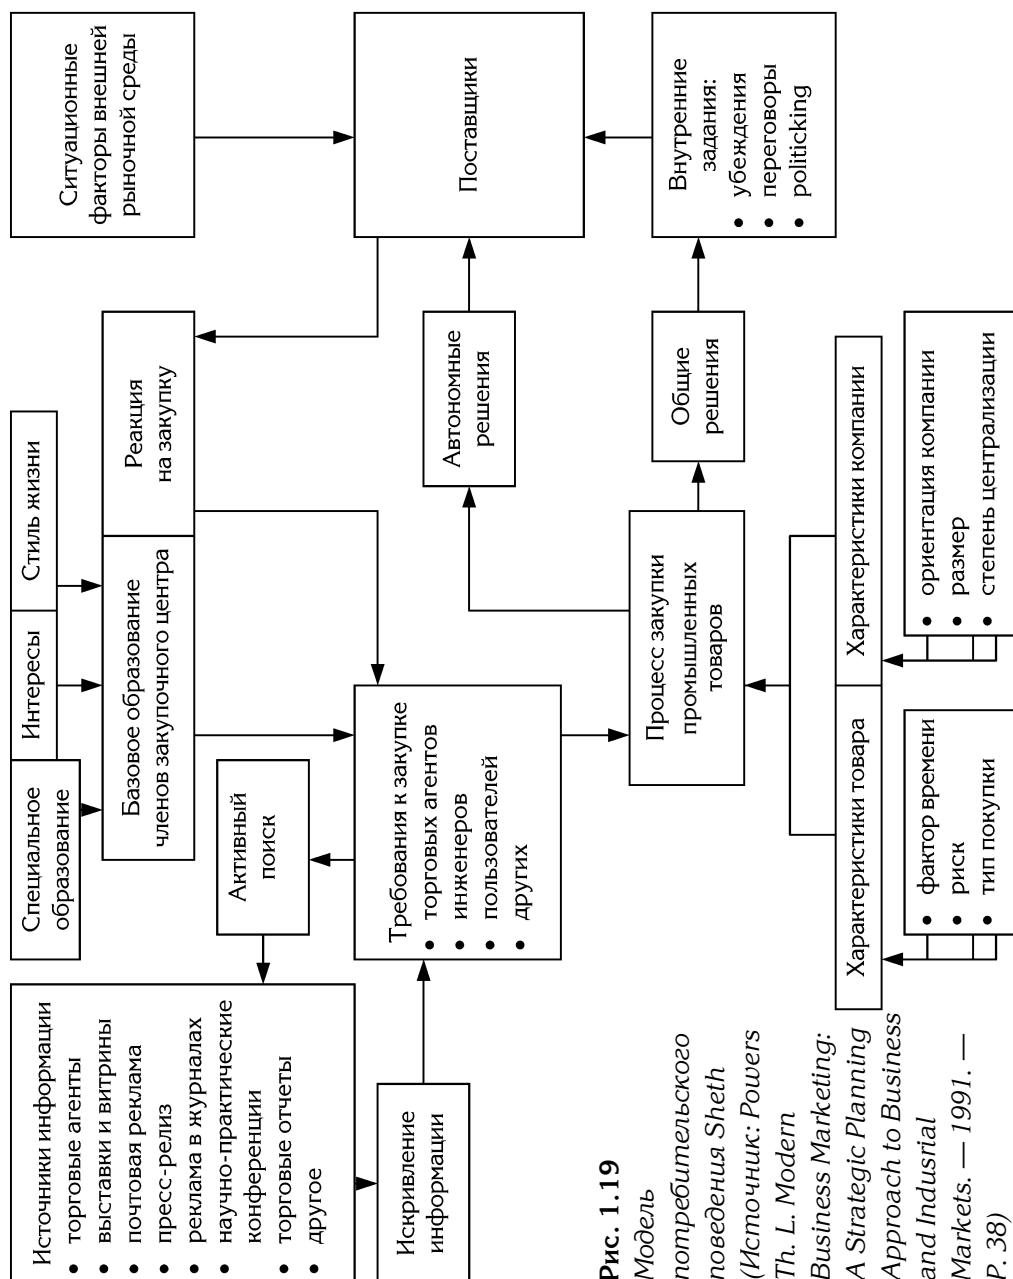 Специальное
образование
Интересы
Стиль жизни
Ситуационные
факторы внешней
рыночной среды
Источники информации
• торговые агенты
• выставки и витрины
• почтовая реклама
• пресс-релиз
• реклама в журналах
• научно-практические
конференции
• торговые отчеты
• другое
Базовое образование
членов закупочного центра
Реакция
на закупку
Активный
поиск
Искривление
информации
Требования к закупке
• торговых агентов
• инженеров
• пользователей
• других
Автономные
решения
Поставщики
Процесс закупки
промышленных
товаров
Общие
решения
Внутренние
задания:
• убеждения
• переговоры
• politicking
Характеристики товара
Характеристики компании
• фактор времени
• риск
• тип покупки
• ориентация компании
• размер
• степень централизации
Рис. 1.19
Модель
потребительского
поведения Sheth
(Источник: Powers
Th. L. Modern
Business Marketing:
A Strategic Planning
Approach to Business
and Indusrial
Markets. — 1991. —
P. 38)